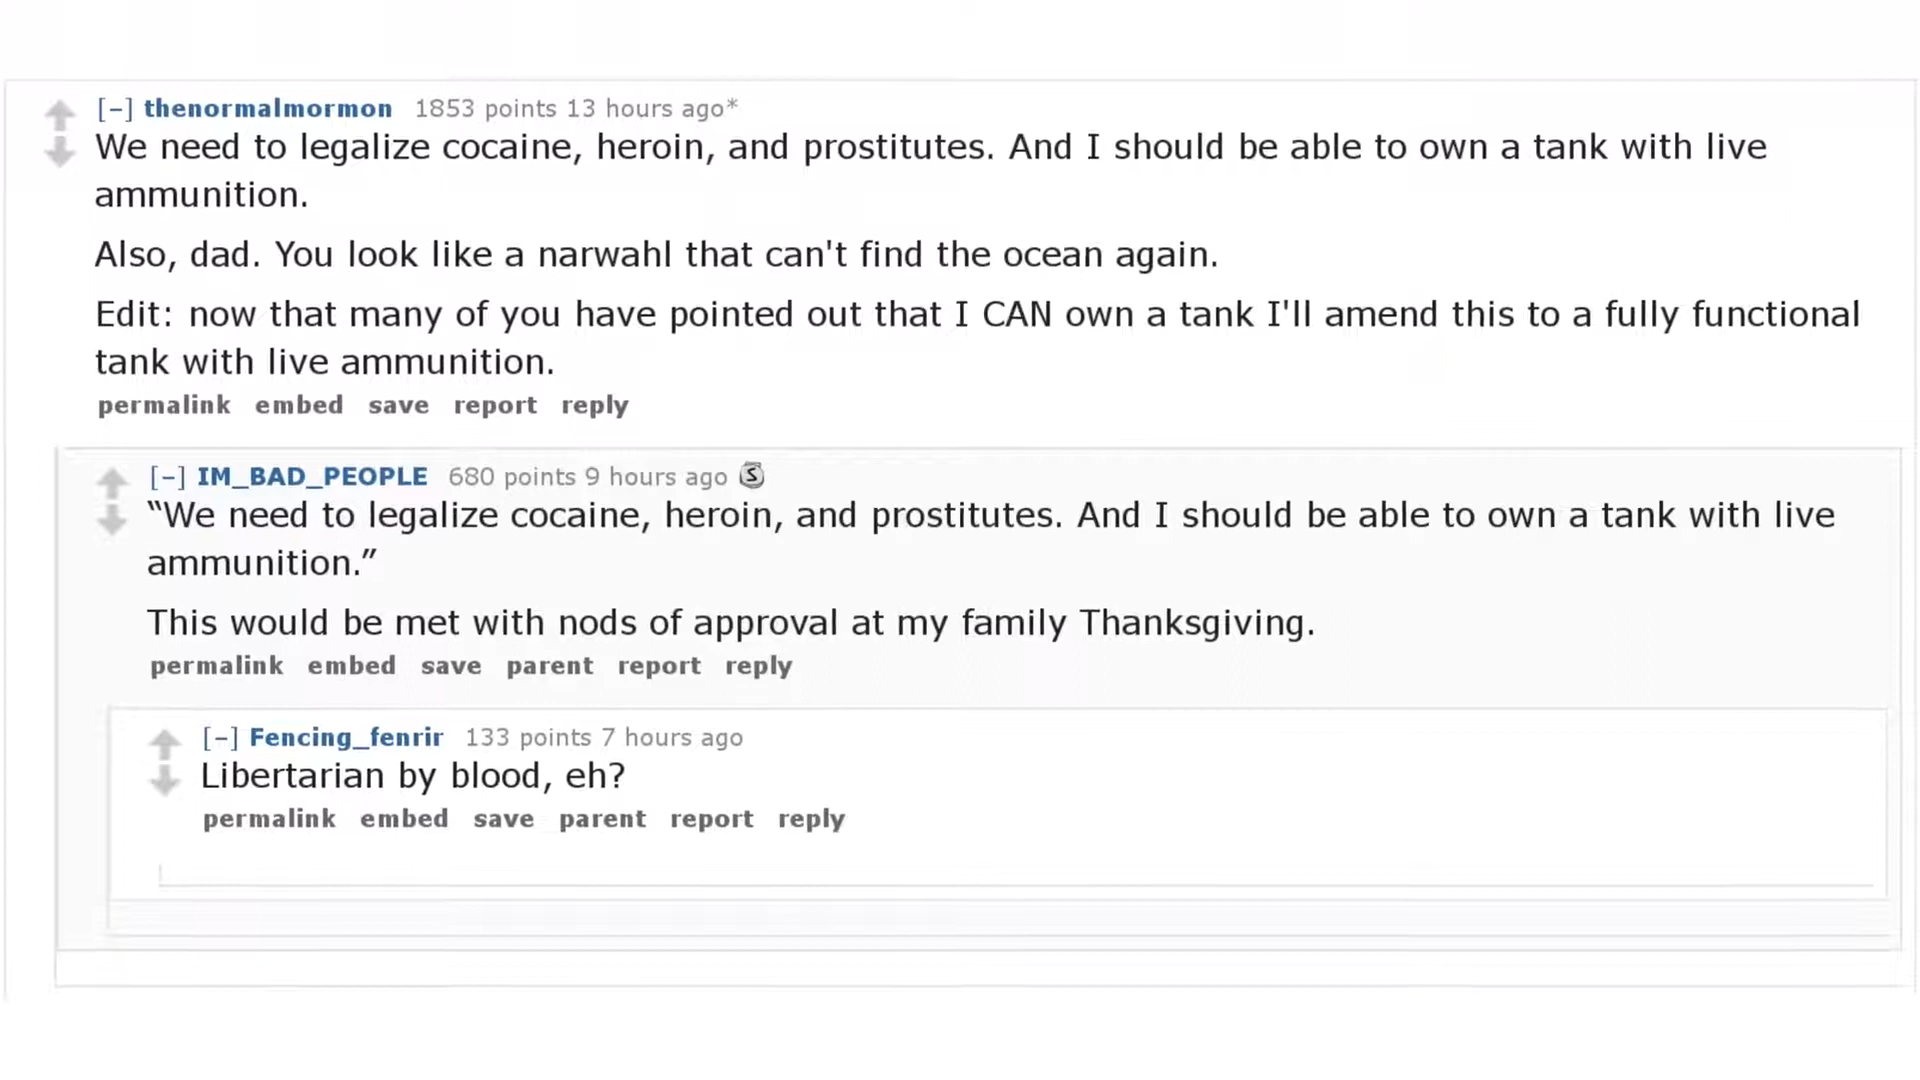 [–] thenormalmormon 1853 points 13 hours ago*
We need to legalize cocaine, heroin, and prostitutes. And I should be able to own a tank with live
ammunition.
Also, dad. You look like a narwahl that can't find the ocean again.
Edit: now that many of you have pointed out that I CAN own a tank I'll amend this to a fully functional
tank with live ammunition.
permalink embed save report reply
[–] IM_BAD_PEOPLE 680 points 9 hours ago S
“We need to legalize cocaine, heroin, and prostitutes. And I should be able to own a tank with live
ammunition.”
This would be met with nods of approval at my family Thanksgiving.
permalink embed save parent report reply
[–] Fencing_fenrir 133 points 7 hours ago
Libertarian by blood, eh?
permalink embed save parent report reply